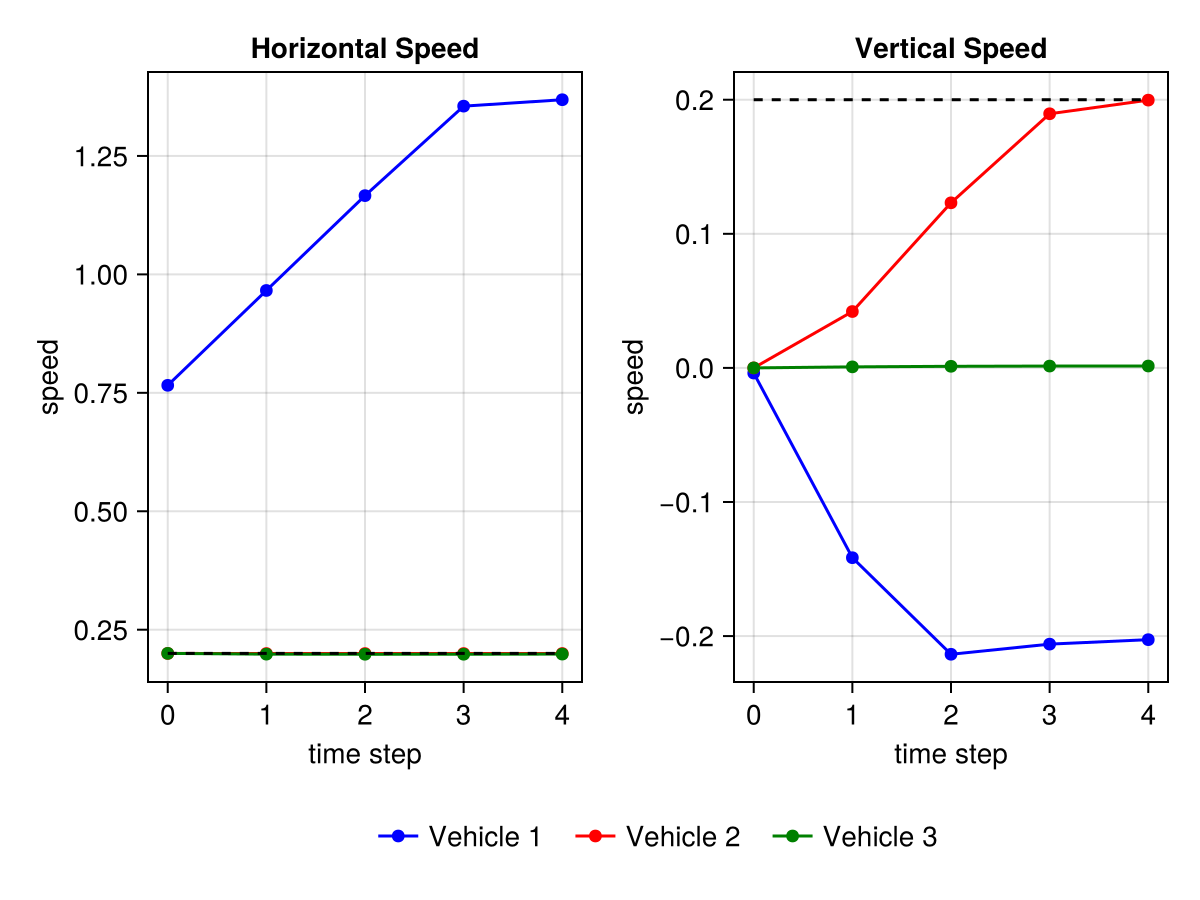 Horizontal Speed
speed
1.25
1.00
0.75
0.50
0.25
0 1 2 3 4
time step
Vertical Speed
speed
0.2
0.1
0.0
−0.1
−0.2
0 1 2 3 4
time step
Vehicle 1 Vehicle 2 Vehicle 3